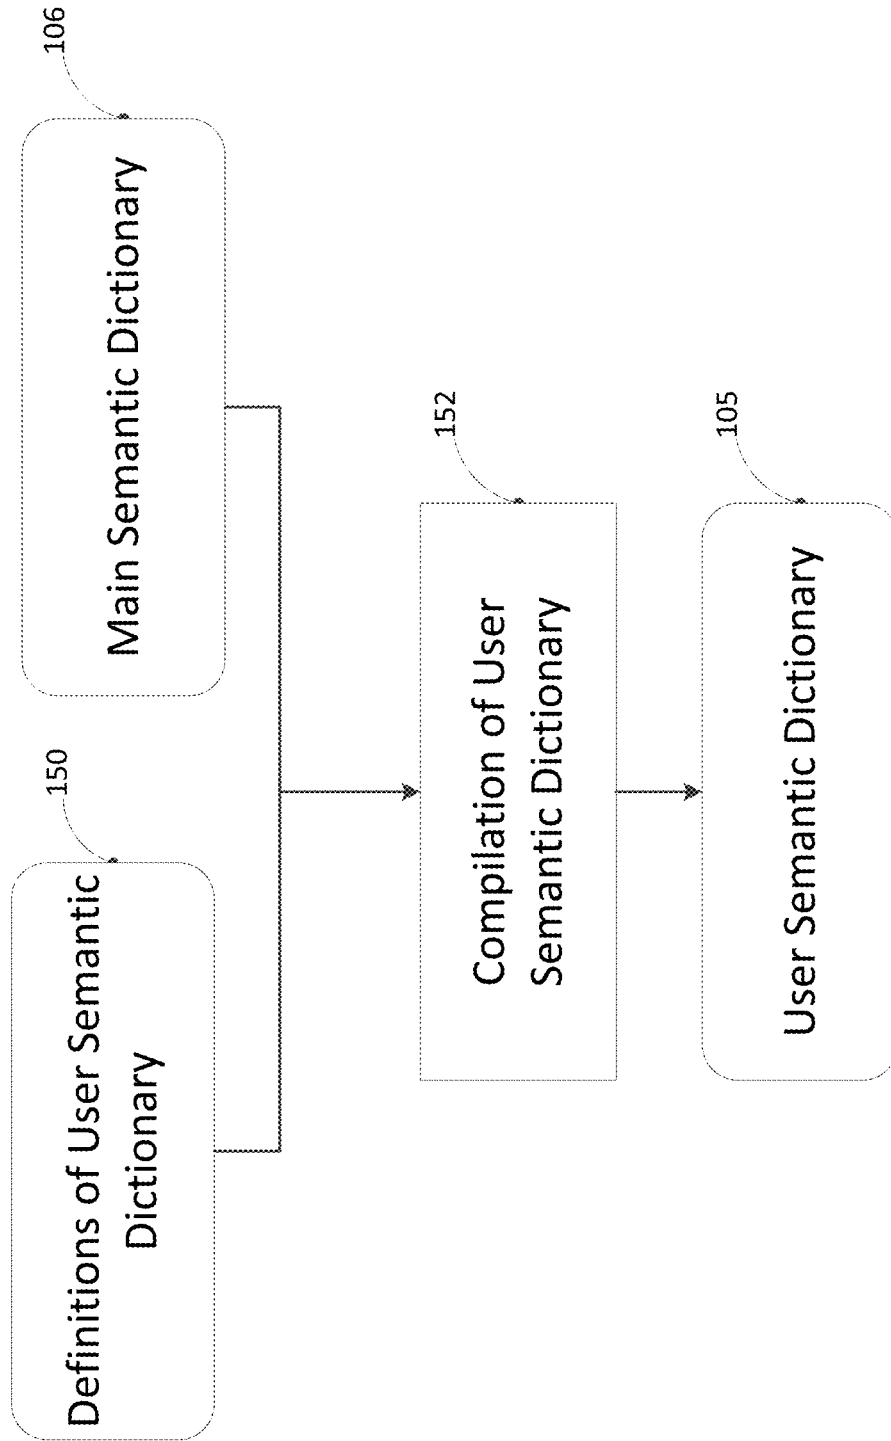 150
Definitions of User Semantic
Dictionary
106
Main Semantic Dictionary
152
Compilation of User
Semantic Dictionary
105
User Semantic Dictionary